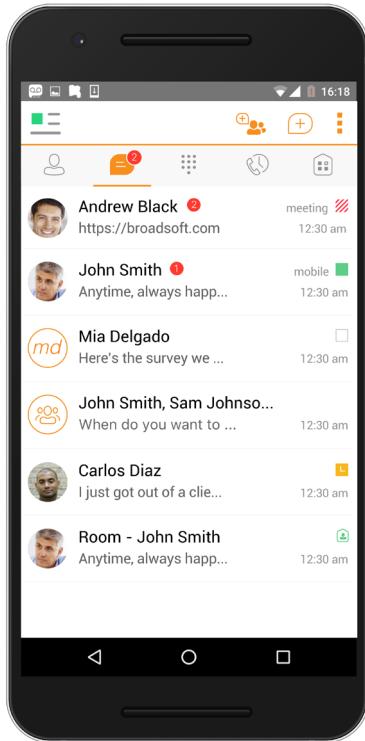 16:18
2
Andrew Black 2
meeting
https://broadsoft.com
12:30 am
John Smith 1
mobile
Anytime, always happ...
12:30 am
md
Mia Delgado
Here's the survey we ...
12:30 am
John Smith, Sam Johnso...
When do you want to ...
12:30 am
Carlos Diaz
I just got out of a clie...
12:30 am
Room - John Smith
Anytime, always happ...
12:30 am